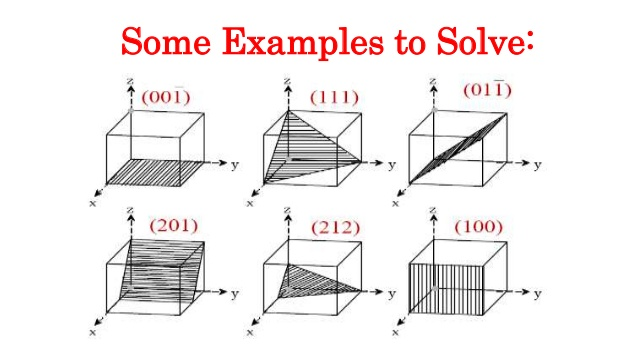 Some Examples to Solve:
z z z
(001̅) (111) (011̅)
y y y
x x x
z z z
(201) (212) (100)
y y y
x x x